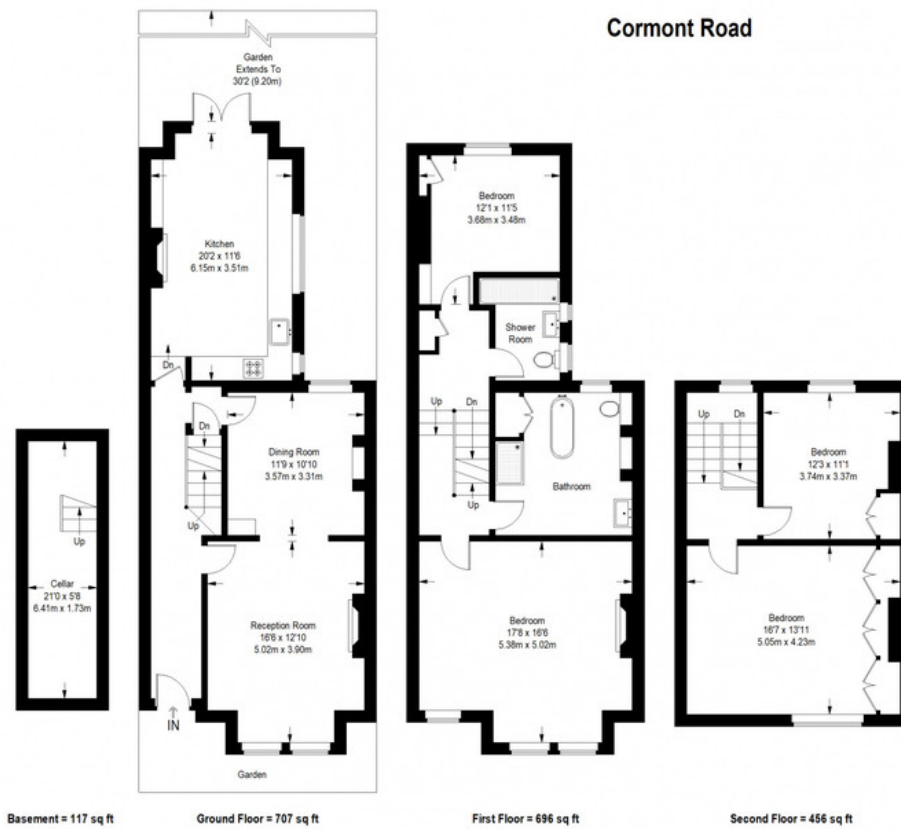 Cormont Road
Garden
Extends To
30'2 (9.20m)
Kitchen
20'2 x 11'6
6.15m x 3.51m
Dn
Dn
Dining Room
11'9 x 10'10
3.57m x 3.31m
Up
Reception Room
16'6 x 12'10
5.02m x 3.90m
IN
Garden
Up
Cellar
21'0 x 5'8
6.41m x 1.73m
Bedroom
12'1 x 11'5
3.68m x 3.48m
Shower
Room
Up
Dn
Up
Bathroom
Bedroom
17'8 x 16'6
5.38m x 5.02m
Up
Dn
Bedroom
12'3 x 11'1
3.74m x 3.37m
Bedroom
16'7 x 13'11
5.05m x 4.23m
Basement = 117 sq ft
Ground Floor = 707 sq ft
First Floor = 696 sq ft
Second Floor = 456 sq ft